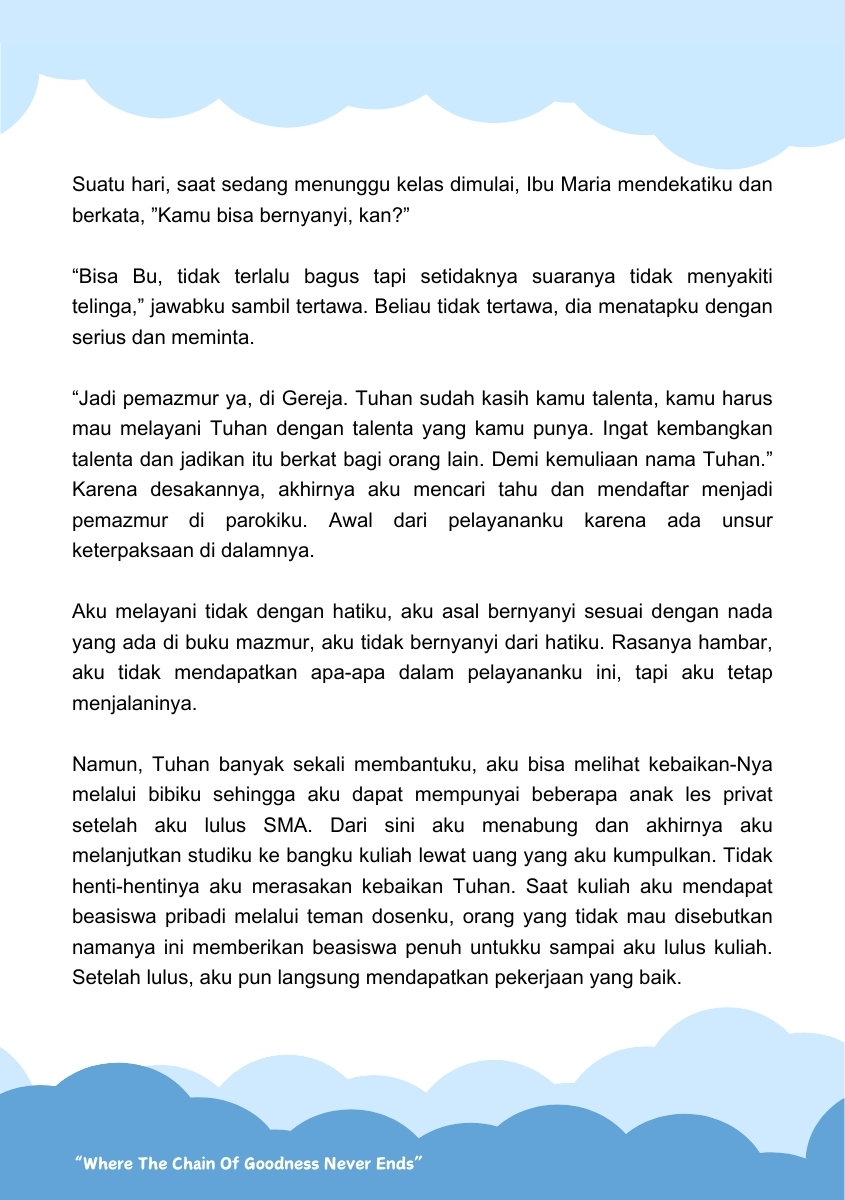 Suatu hari, saat sedang menunggu kelas dimulai, Ibu Maria mendekatiku dan
berkata, ”Kamu bisa bernyanyi, kan?”
“Bisa Bu, tidak terlalu bagus tapi setidaknya suaranya tidak menyakiti
telinga,” jawabku sambil tertawa. Beliau tidak tertawa, dia menatapku dengan
serius dan meminta.
“Jadi pemazmur ya, di Gereja. Tuhan sudah kasih kamu talenta, kamu harus
mau melayani Tuhan dengan talenta yang kamu punya. Ingat kembangkan
talenta dan jadikan itu berkat bagi orang lain. Demi kemuliaan nama Tuhan.”
Karena desakannya, akhirnya aku mencari tahu dan mendaftar menjadi
pemazmur di parokiku. Awal dari pelayananku karena ada unsur
keterpaksaan di dalamnya.
Aku melayani tidak dengan hatiku, aku asal bernyanyi sesuai dengan nada
yang ada di buku mazmur, aku tidak bernyanyi dari hatiku. Rasanya hambar,
aku tidak mendapatkan apa-apa dalam pelayananku ini, tapi aku tetap
menjalaninya.
Namun, Tuhan banyak sekali membantuku, aku bisa melihat kebaikan-Nya
melalui bibiku sehingga aku dapat mempunyai beberapa anak les privat
setelah aku lulus SMA. Dari sini aku menabung dan akhirnya aku
melanjutkan studiku ke bangku kuliah lewat uang yang aku kumpulkan. Tidak
henti-hentinya aku merasakan kebaikan Tuhan. Saat kuliah aku mendapat
beasiswa pribadi melalui teman dosenku, orang yang tidak mau disebutkan
namanya ini memberikan beasiswa penuh untukku sampai aku lulus kuliah.
Setelah lulus, aku pun langsung mendapatkan pekerjaan yang baik.
“Where The Chain Of Goodness Never Ends”